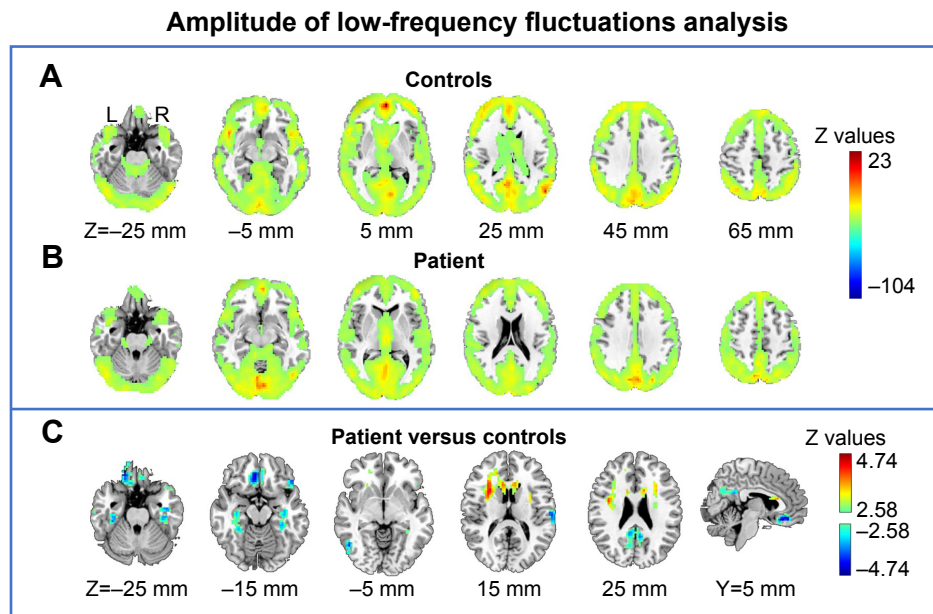 Amplitude of low-frequency fluctuations analysis
A
Controls
L R
Z=–25 mm –5 mm 5 mm 25 mm 45 mm 65 mm
Z values
23
–104
B
Patient
C
Patient versus controls
Z=–25 mm –15 mm –5 mm 15 mm 25 mm Y=5 mm
Z values
4.74
2.58
–2.58
–4.74